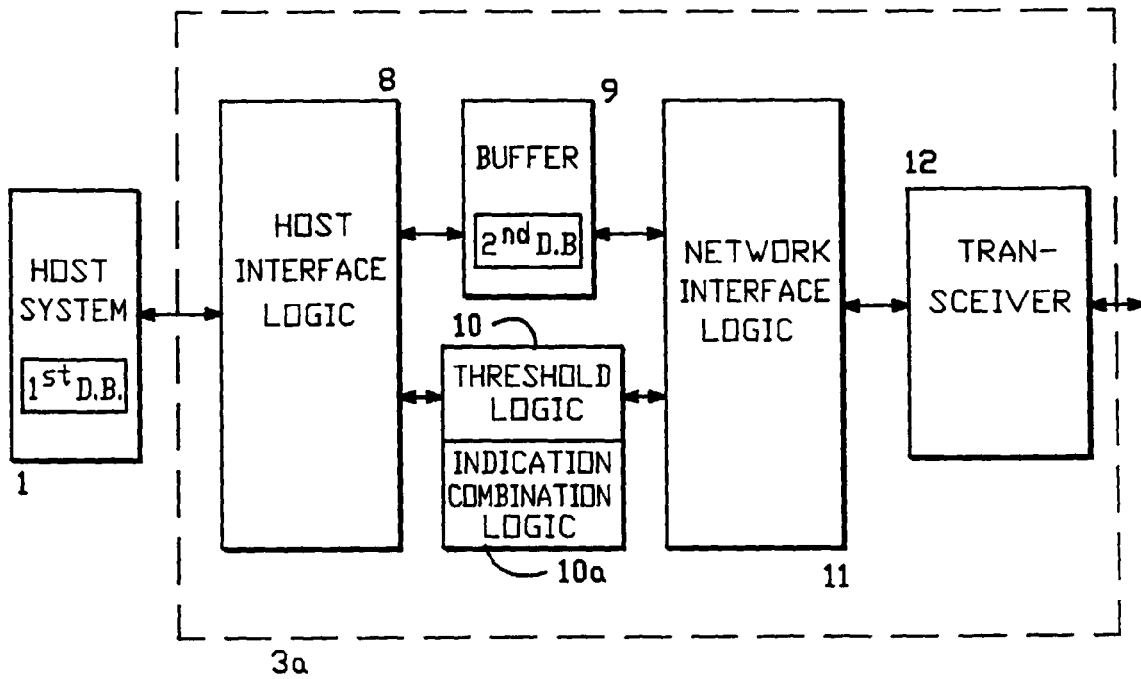 8
9
BUFFER
2nd D.B
12
HOST
INTERFACE
LOGIC
HOST
SYSTEM
1st D.B.
1
NETWORK
INTERFACE
LOGIC
TRAN-
SCEIVER
10
THRESHOLD
LOGIC
INDICATION
COMBINATION
LOGIC
10a
11
3a